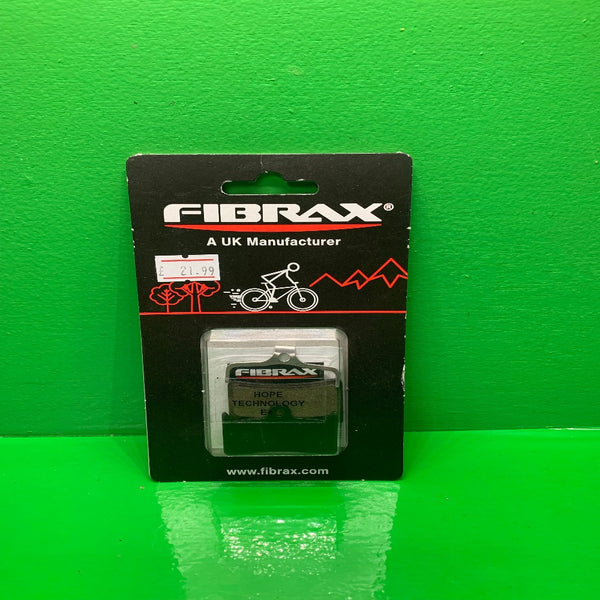 FIBRAX®
A UK Manufacturer
£ 21.99
FIBRAX
HOPE
TECHNOLOGY
www.fibrax.com